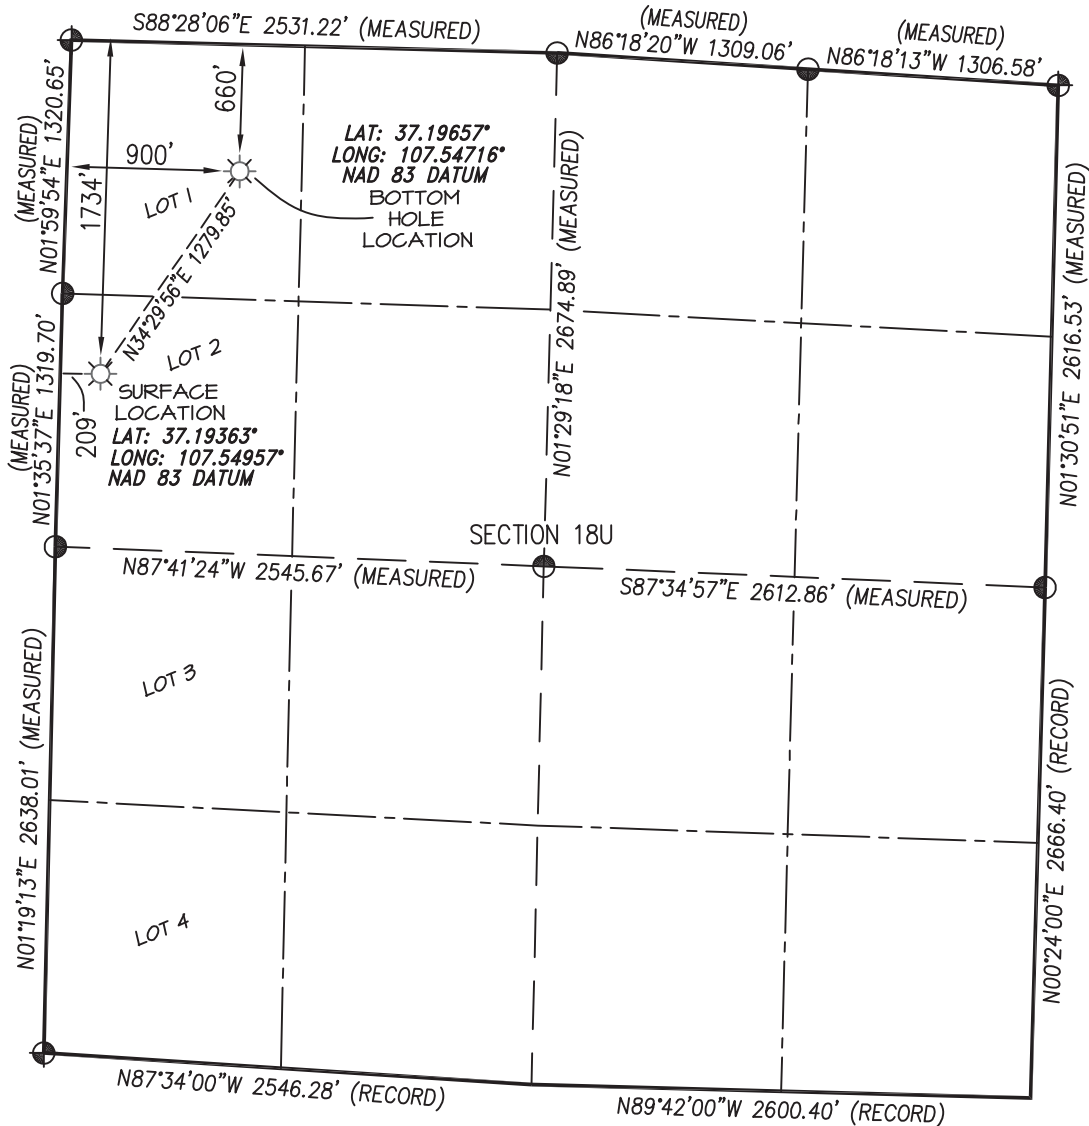 S88°28'06"E 2531.22' (MEASURED)
(MEASURED)
N86°18'20"W 1309.06'
(MEASURED)
N86°18'13"W 1306.58'
(MEASURED)
N01°59'54"E 1320.65'
660'
900'
1734'
LOT 1
N34°29'56"E 1279.85'
LAT: 37.19657°
LONG: 107.54716°
NAD 83 DATUM
BOTTOM
HOLE
LOCATION
N01°29'18"E 2674.89' (MEASURED)
N01°30'51"E 2616.53' (MEASURED)
(MEASURED)
N01°35'37"E 1319.70'
LOT 2
209'
SURFACE
LOCATION
LAT: 37.19363°
LONG: 107.54957°
NAD 83 DATUM
SECTION 18U
N87°41'24"W 2545.67' (MEASURED)
S87°34'57"E 2612.86' (MEASURED)
LOT 3
N01°19'13"E 2638.01' (MEASURED)
N00°24'00"E 2666.40' (RECORD)
LOT 4
N87°34'00"W 2546.28' (RECORD)
N89°42'00"W 2600.40' (RECORD)